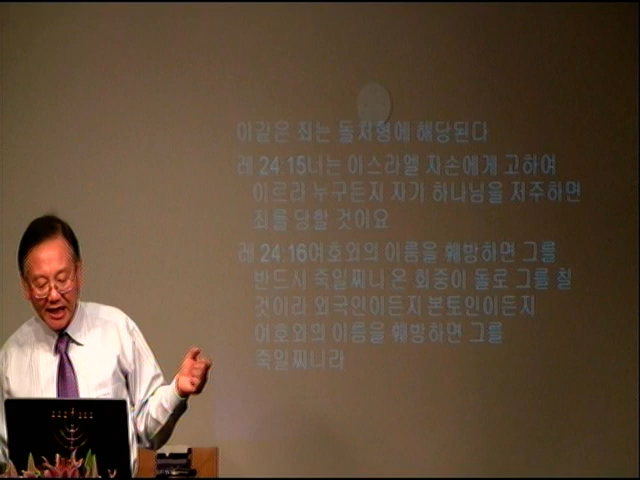 이같은 죄는 돌처형에 해당된다
레 24:15너는 이스라엘 자손에게 고하여
이르라 누구든지 자기 하나님을 저주하면
죄를 당할 것이요
레 24:16여호와의 이름을 훼방하면 그를
반드시 죽일찌니 온 회중이 돌로 그를 칠
것이라 외국인이든지 본토인이든지
여호와의 이름을 훼방하면 그를
죽일찌니라